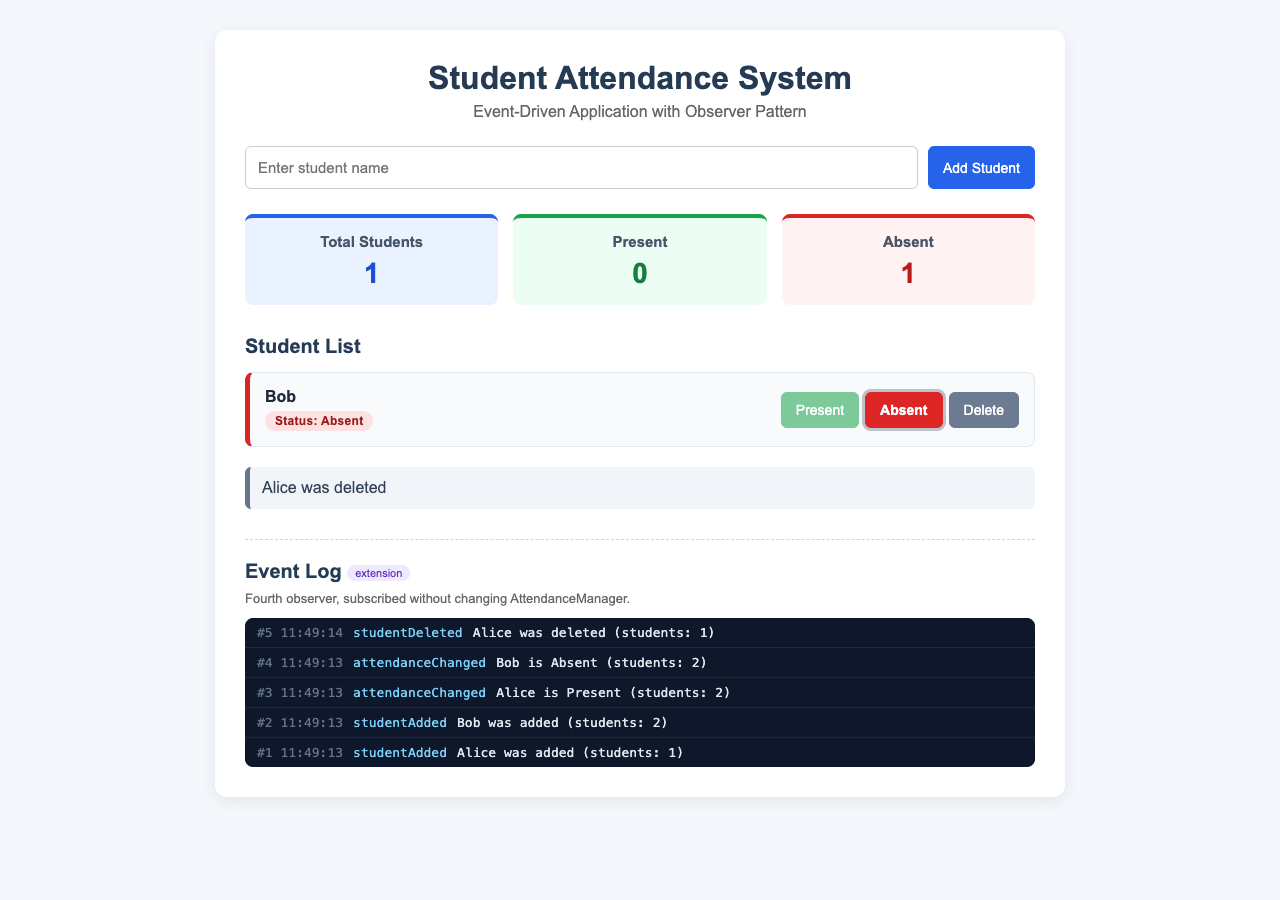 Student Attendance System
Event-Driven Application with Observer Pattern
Enter student name
Add Student
Total Students
1
Present
0
Absent
1
Student List
Bob
Status: Absent
Present
Absent
Delete
Alice was deleted
Event Log extension
Fourth observer, subscribed without changing AttendanceManager.
#5 11:49:14 studentDeleted Alice was deleted (students: 1)
#4 11:49:13 attendanceChanged Bob is Absent (students: 2)
#3 11:49:13 attendanceChanged Alice is Present (students: 2)
#2 11:49:13 studentAdded Bob was added (students: 2)
#1 11:49:13 studentAdded Alice was added (students: 1)